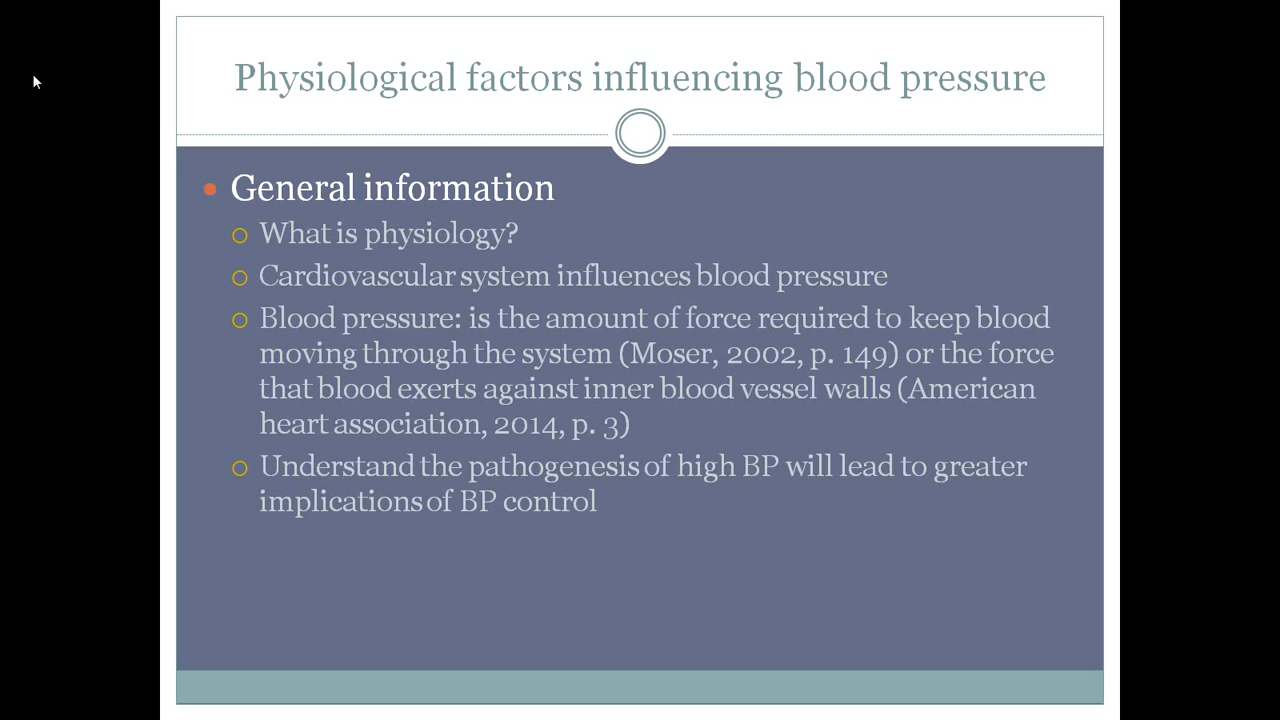 Physiological factors influencing blood pressure
General information
What is physiology?
Cardiovascular system influences blood pressure
Blood pressure: is the amount of force required to keep blood
moving through the system (Moser, 2002, p. 149) or the force
that blood exerts against inner blood vessel walls (American
heart association, 2014, p. 3)
Understand the pathogenesis of high BP will lead to greater
implications of BP control